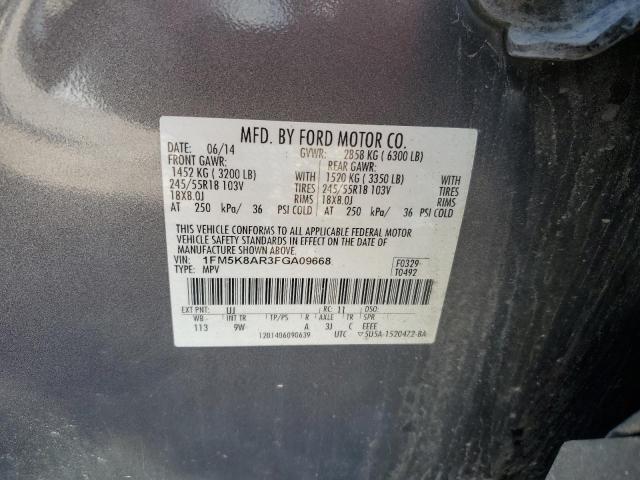 MFD. BY FORD MOTOR CO.
DATE: 06/14 GVWR: 2858 KG ( 6300 LB)
FRONT GAWR: REAR GAWR:
1452 KG ( 3200 LB) WITH 1520 KG ( 3350 LB) WITH
245/55R18 103V TIRES 245/55R18 103V TIRES
18X8.0J RIMS 18X8.0J RIMS
AT 250 kPa/ 36 PSI COLD AT 250 kPa/ 36 PSI COLD
THIS VEHICLE CONFORMS TO ALL APPLICABLE FEDERAL MOTOR
VEHICLE SAFETY STANDARDS IN EFFECT ON THE DATE OF
MANUFACTURE SHOWN ABOVE.
VIN: 1FM5K8AR3FGA09668 F0329
TYPE: MPV T0492
EXT PNT: UJ RC: 11 DSO:
WB INT TR TP/PS R AXLE TR SPR
113 9W A 3J C EEEE
1201406090639 UTC 5U5A-1520472-BA